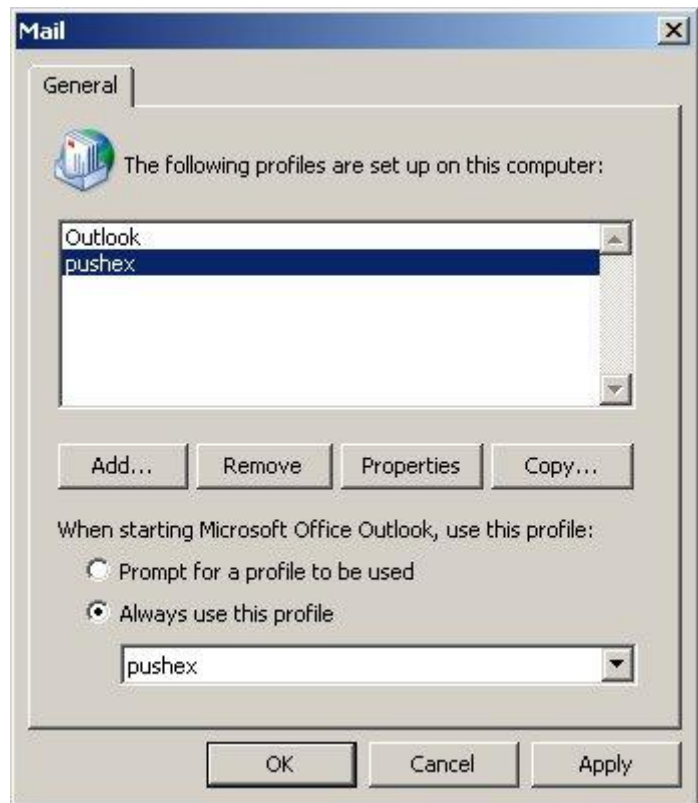 Mail
General
The following profiles are set up on this computer:
Outlook
pushex
Add... Remove Properties Copy...
When starting Microsoft Office Outlook, use this profile:
Prompt for a profile to be used
Always use this profile
pushex
OK Cancel Apply